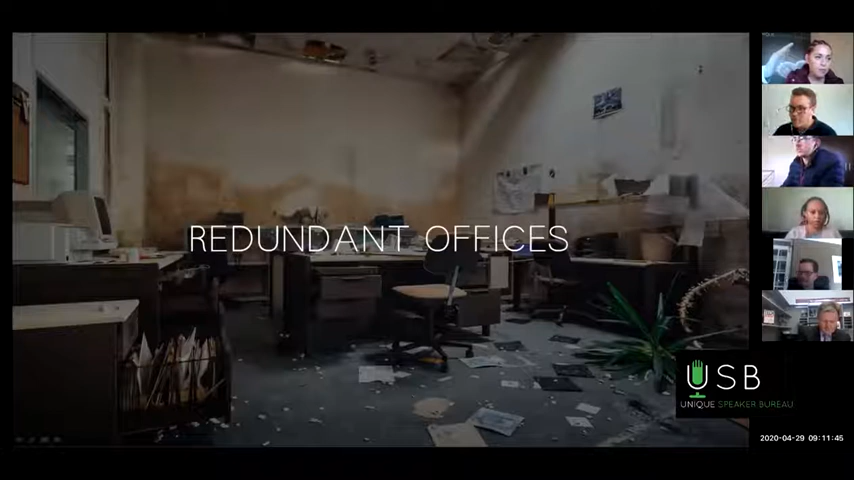 REDUNDANT OFFICES
USB
UNIQUE SPEAKER BUREAU
2020-04-29 09:11:45